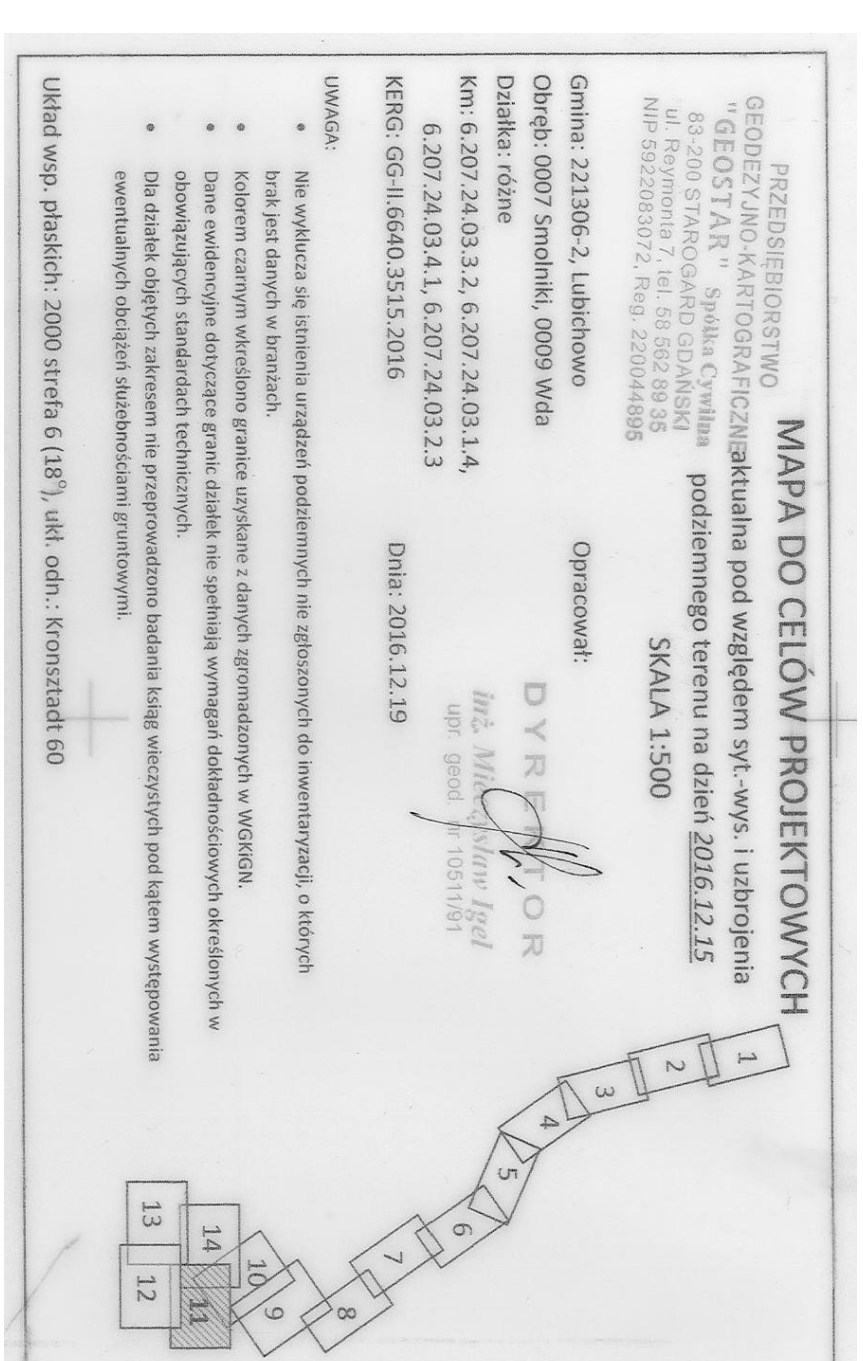 PRZEDSIĘBIORSTWO
GEODEZYJNO-KARTOGRAFICZNE
"GEOSTAR" Spółka Cywilna
83-200 STAROGARD GDAŃSKI
ul. Reymonta 7, tel. 58 562 89 35
NIP 5922083072, Reg. 220044895
MAPA DO CELÓW PROJEKTOWYCH
aktualna pod względem syt.-wys. i uzbrojenia
podziemnego terenu na dzień 2016.12.15
SKALA 1:500
Gmina: 221306-2, Lubichowo
Obręb: 0007 Smolniki, 0009 Wda
Działka: różne
Km: 6.207.24.03.3.2, 6.207.24.03.1.4,
6.207.24.03.4.1, 6.207.24.03.2.3
KERG: GG-II.6640.3515.2016
Opracował:
DYREKTOR
inż. Mieczysław Igel
upr. geod. nr 10511/91
Dnia: 2016.12.19
UWAGA:
• Nie wyklucza się istnienia urządzeń podziemnych nie zgłoszonych do inwentaryzacji, o których
brak jest danych w branżach.
• Kolorem czarnym wkreślono granice uzyskane z danych zgromadzonych w WGKiGN.
• Dane ewidencyjne dotyczące granic działek nie spełniają wymagań dokładnościowych określonych w
obowiązujących standardach technicznych.
• Dla działek objętych zakresem nie przeprowadzono badania ksiąg wieczystych pod kątem występowania
ewentualnych obciążeń służebnościami gruntowymi.
Układ wsp. płaskich: 2000 strefa 6 (18°), ukł. odn.: Kronsztadt 60
1
2
3
4
5
6
7
8
9
10
11
14
13
12